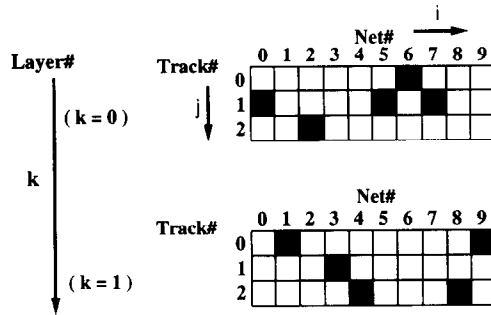 i
Net#
0 1 2 3 4 5 6 7 8 9
Layer#
Track#
0
( k = 0 )
j
1
2
k
Net#
0 1 2 3 4 5 6 7 8 9
Track#
0
1
( k = 1 )
2